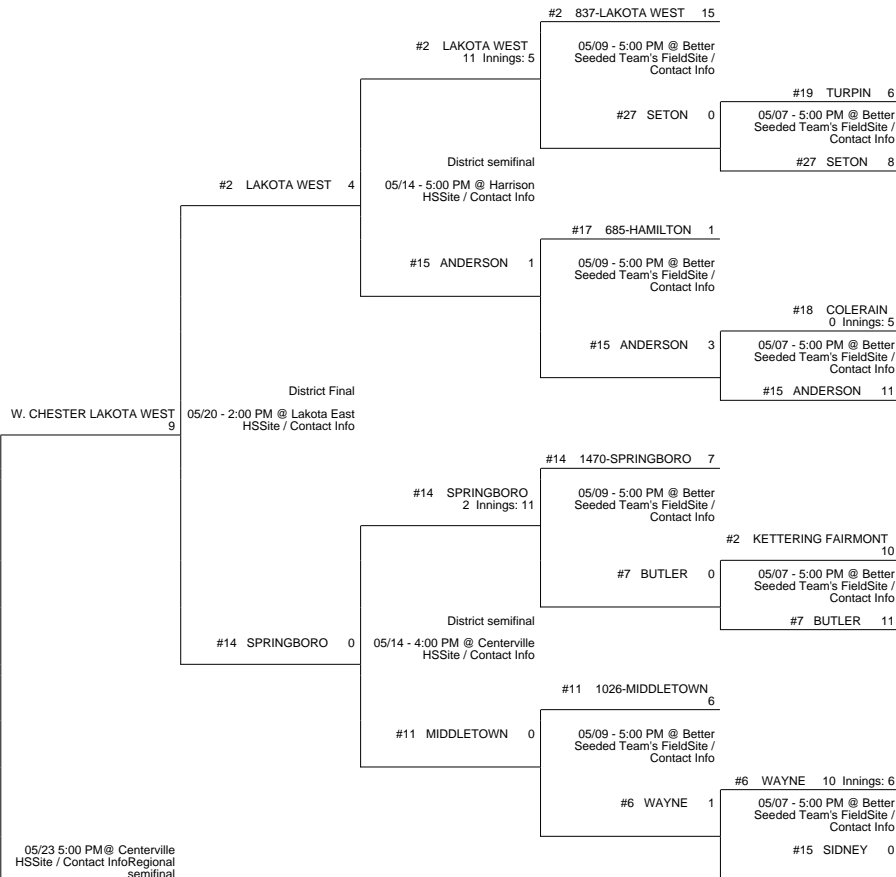 #2 837-LAKOTA WEST 15
#2 LAKOTA WEST
11 Innings: 5
05/09 - 5:00 PM @ Better
Seeded Team's FieldSite /
Contact Info
#19 TURPIN 6
#27 SETON 0
05/07 - 5:00 PM @ Better
Seeded Team's FieldSite /
Contact Info
#27 SETON 8
District semifinal
#2 LAKOTA WEST 4
05/14 - 5:00 PM @ Harrison
HSSite / Contact Info
#17 685-HAMILTON 1
#15 ANDERSON 1
05/09 - 5:00 PM @ Better
Seeded Team's FieldSite /
Contact Info
#18 COLERAIN
0 Innings: 5
#15 ANDERSON 3
05/07 - 5:00 PM @ Better
Seeded Team's FieldSite /
Contact Info
#15 ANDERSON 11
District Final
W. CHESTER LAKOTA WEST
9
05/20 - 2:00 PM @ Lakota East
HSSite / Contact Info
#14 1470-SPRINGBORO 7
#14 SPRINGBORO
2 Innings: 11
05/09 - 5:00 PM @ Better
Seeded Team's FieldSite /
Contact Info
#2 KETTERING FAIRMONT
10
#7 BUTLER 0
05/07 - 5:00 PM @ Better
Seeded Team's FieldSite /
Contact Info
#7 BUTLER 11
District semifinal
#14 SPRINGBORO 0
05/14 - 4:00 PM @ Centerville
HSSite / Contact Info
#11 1026-MIDDLETOWN
6
#11 MIDDLETOWN 0
05/09 - 5:00 PM @ Better
Seeded Team's FieldSite /
Contact Info
#6 WAYNE 10 Innings: 6
#6 WAYNE 1
05/07 - 5:00 PM @ Better
Seeded Team's FieldSite /
Contact Info
#15 SIDNEY 0
05/23 5:00 PM@ Centerville
HSSite / Contact InfoRegional
semifinal